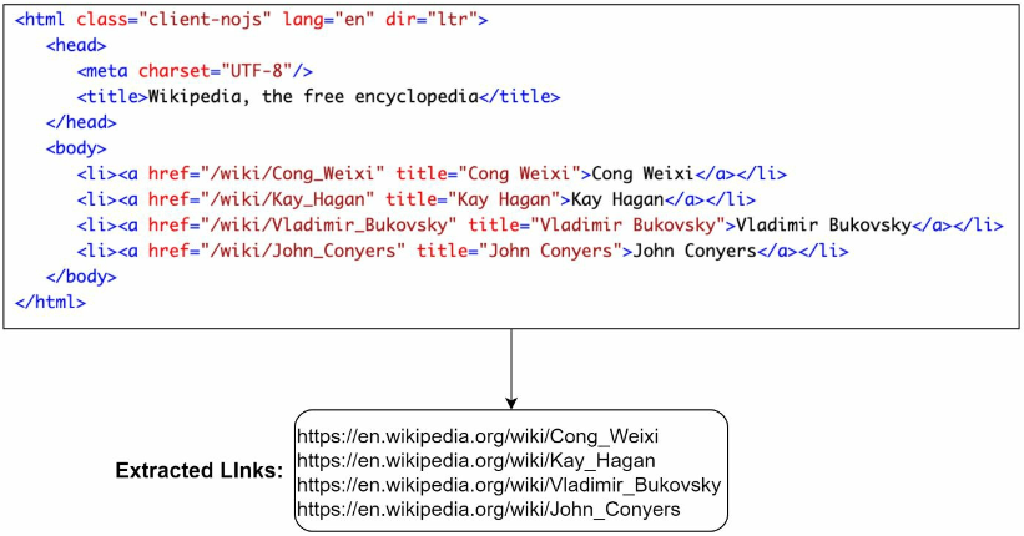 <html class="client-nojs" lang="en" dir="ltr">
<head>
<meta charset="UTF-8"/>
<title>Wikipedia, the free encyclopedia</title>
</head>
<body>
<li><a href="/wiki/Cong_Weixi" title="Cong Weixi">Cong Weixi</a></li>
<li><a href="/wiki/Kay_Hagan" title="Kay Hagan">Kay Hagan</a></li>
<li><a href="/wiki/Vladimir_Bukovsky" title="Vladimir Bukovsky">Vladimir Bukovsky</a></li>
<li><a href="/wiki/John_Conyers" title="John Conyers">John Conyers</a></li>
</body>
</html>
Extracted LInks:
https://en.wikipedia.org/wiki/Cong_Weixi
https://en.wikipedia.org/wiki/Kay_Hagan
https://en.wikipedia.org/wiki/Vladimir_Bukovsky
https://en.wikipedia.org/wiki/John_Conyers